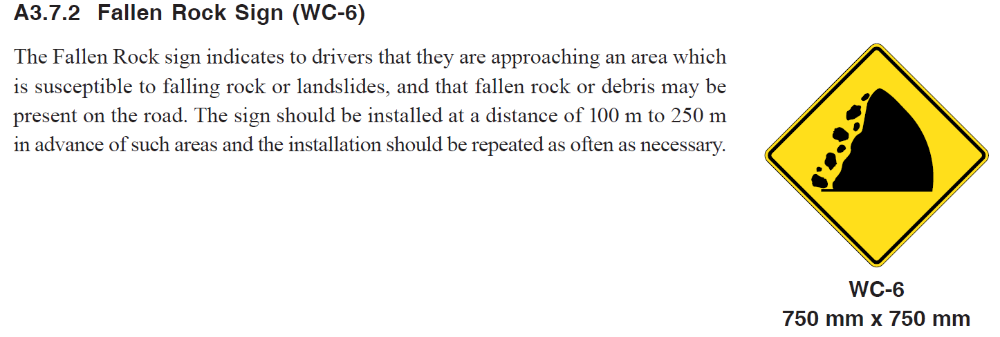 A3.7.2 Fallen Rock Sign (WC-6)
The Fallen Rock sign indicates to drivers that they are approaching an area which
is susceptible to falling rock or landslides, and that fallen rock or debris may be
present on the road. The sign should be installed at a distance of 100 m to 250 m
in advance of such areas and the installation should be repeated as often as necessary.
WC-6
750 mm x 750 mm